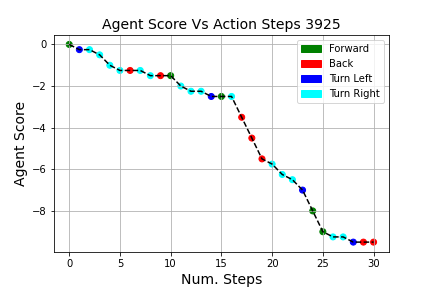 Agent Score Vs Action Steps 3925
Agent Score
0
−2
−4
−6
−8
Forward
Back
Turn Left
Turn Right
0 5 10 15 20 25 30
Num. Steps